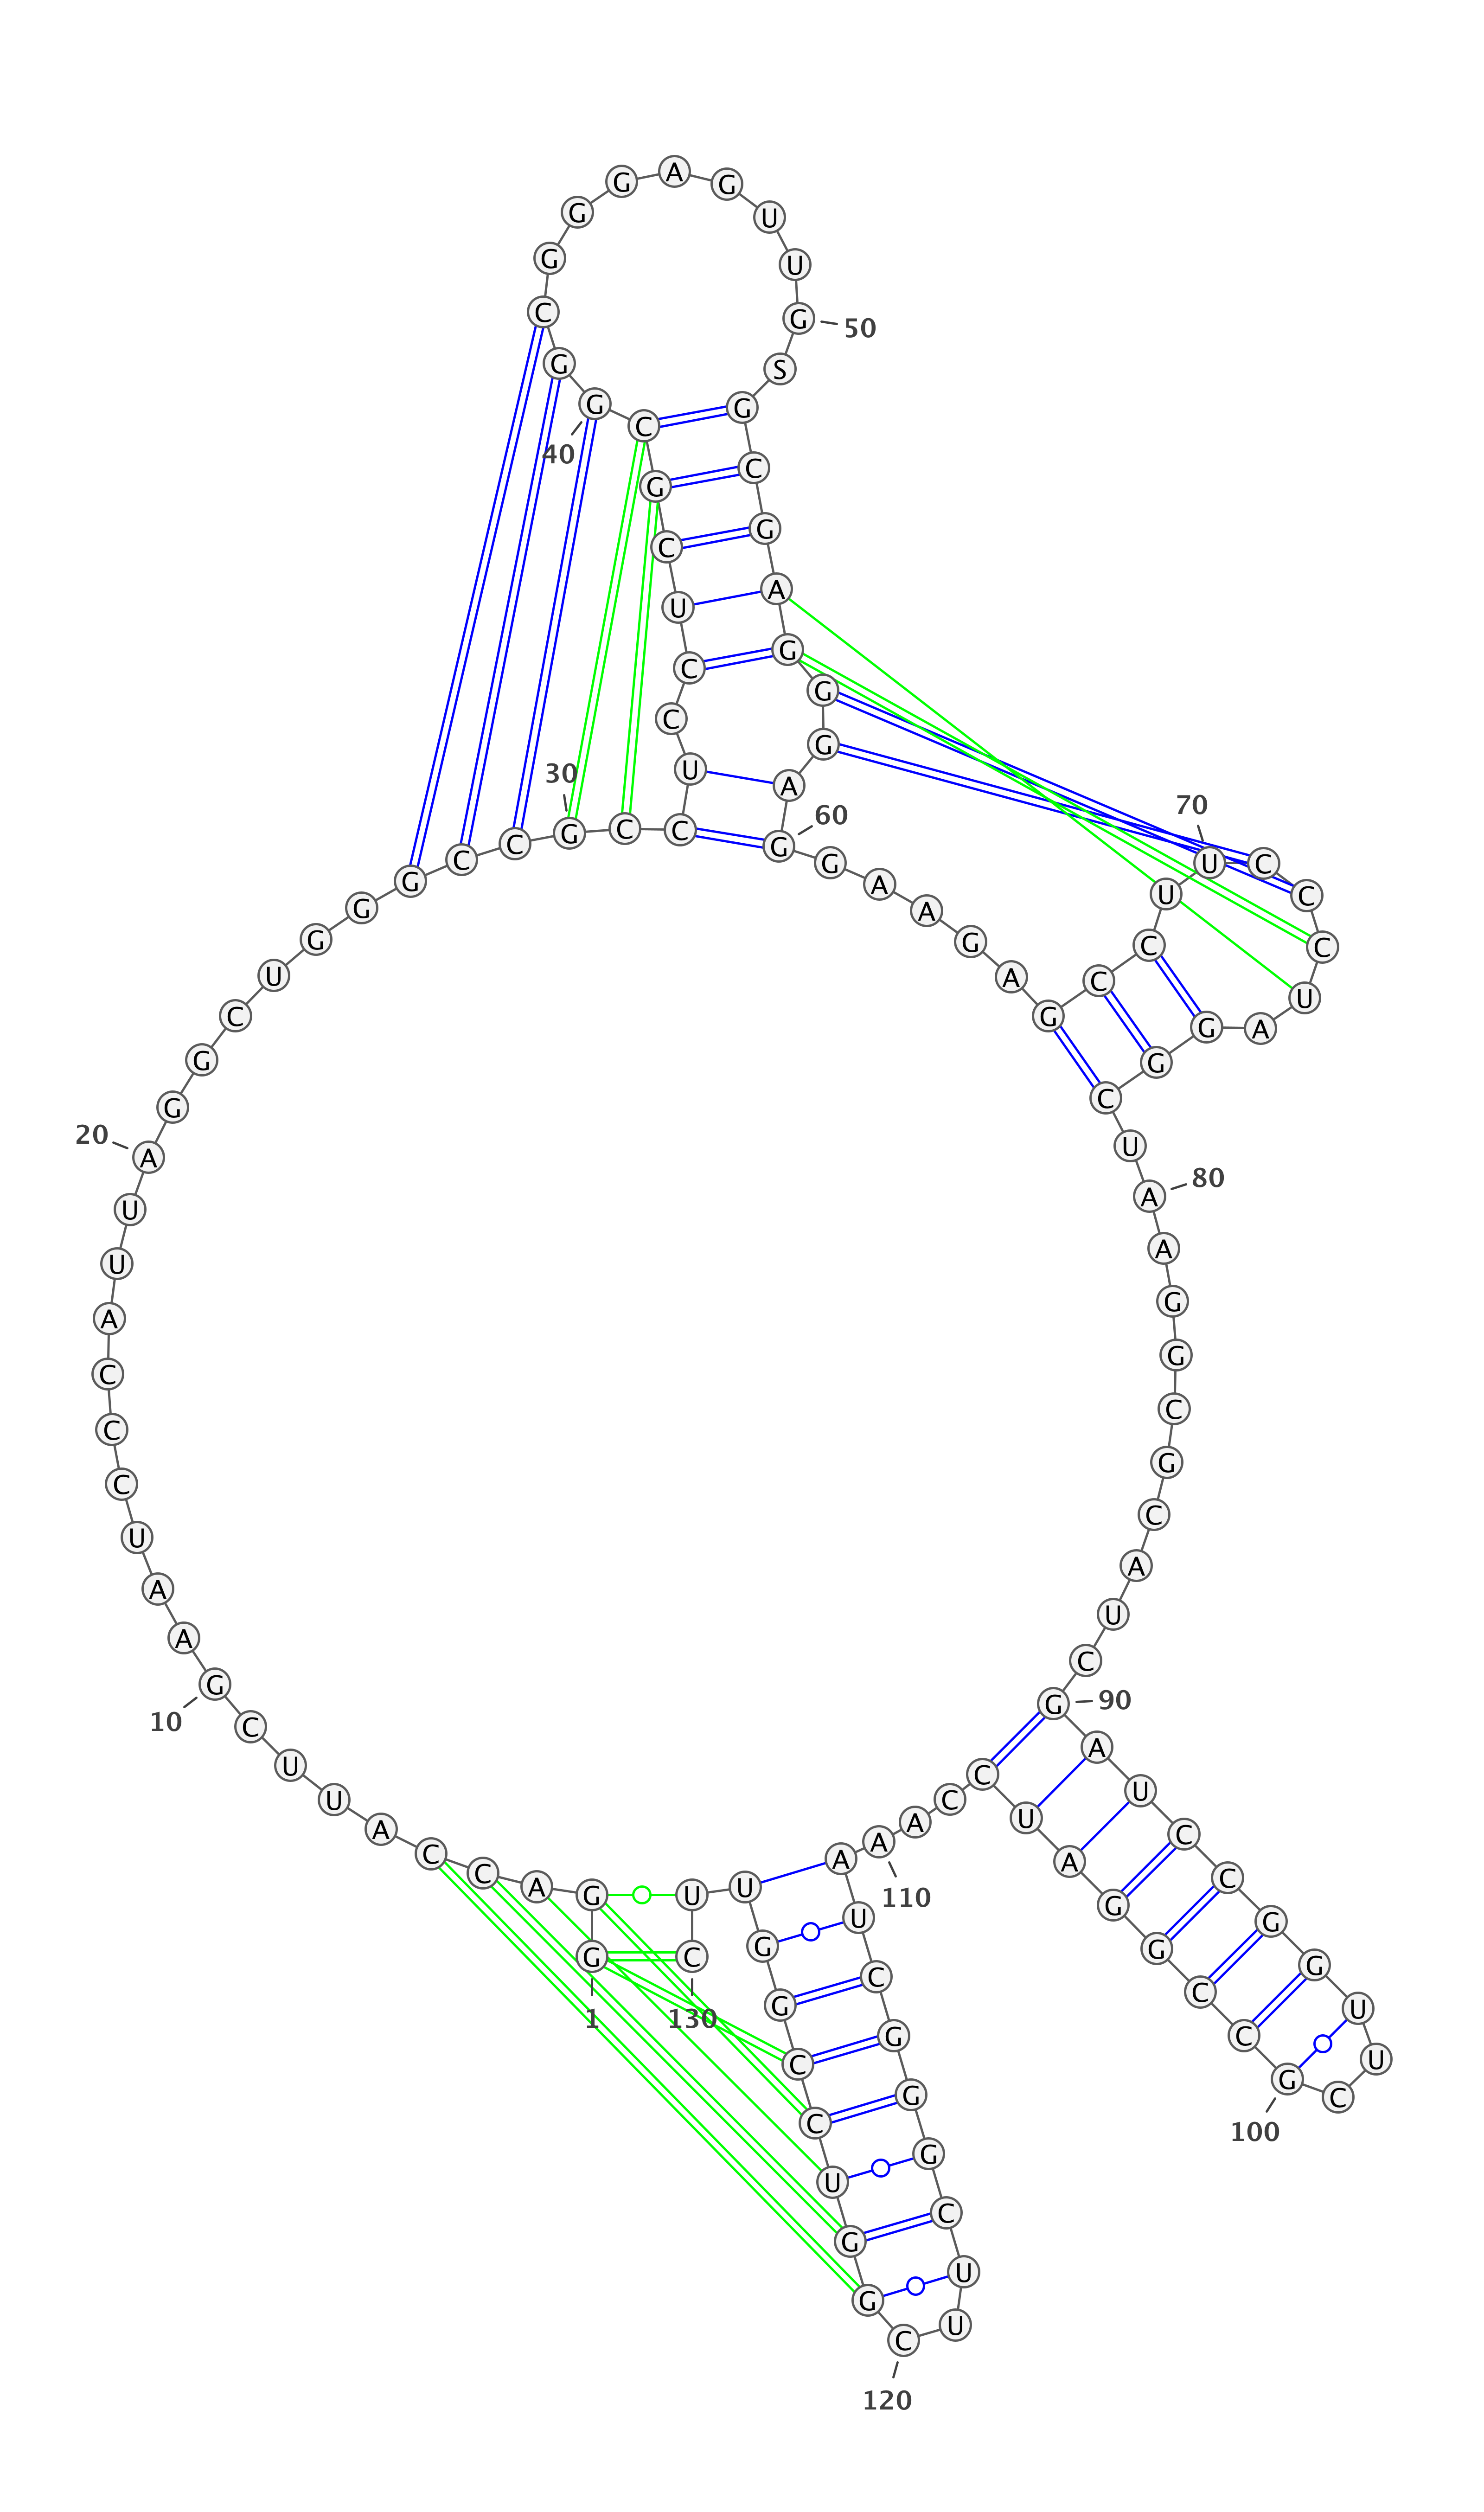 1
G G A C C A U U C G
10
A A U C C C A U U A
20
G G C U G G G C C G
30
C C U C C U C G C G
40
G C G G G A G U U G
50
S G C G A G G G A G
60
G A A G A G C C U U
70
C C C U A G G C U A
80
A G G C G C A U C G
90
A U C C G G U U C G
100
C C G G A U C C A A
110
A U C G G G C U U C
120
G G U C C G G U U C
130